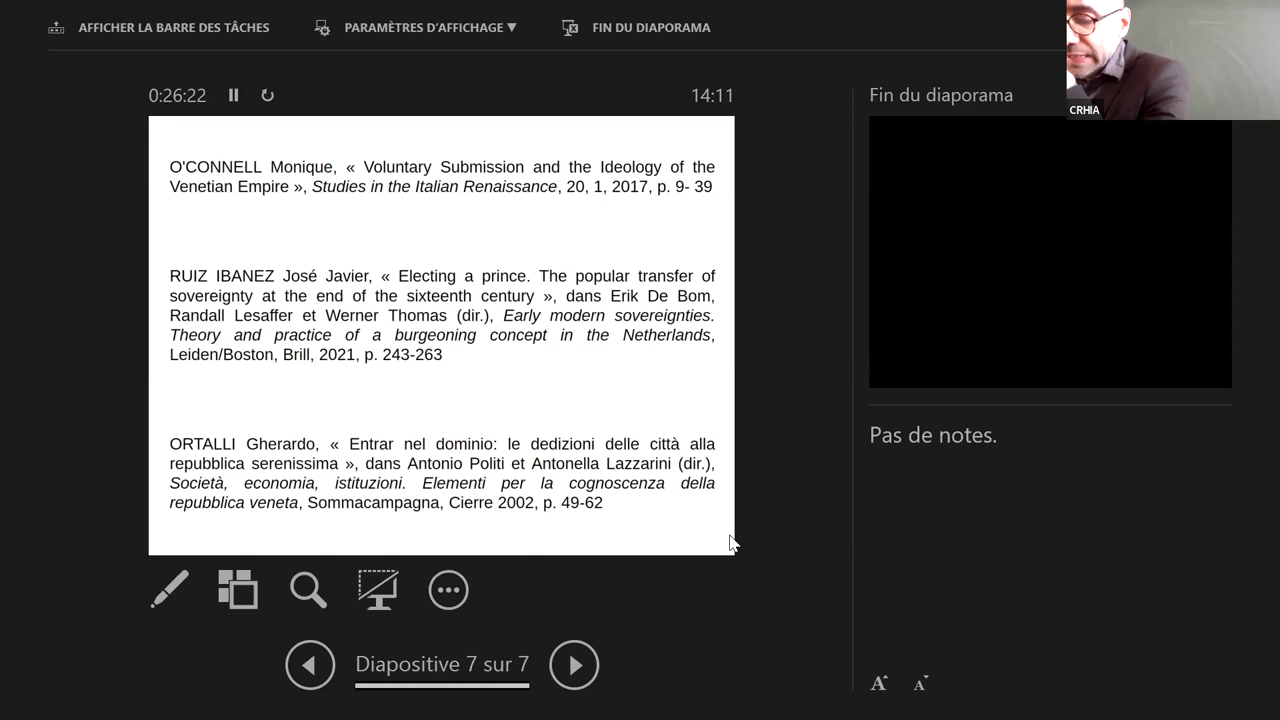 AFFICHER LA BARRE DES TÂCHES PARAMÈTRES D'AFFICHAGE ▼ FIN DU DIAPORAMA
CRHIA
0:26:22 14:11
O'CONNELL Monique, « Voluntary Submission and the Ideology of the
Venetian Empire », Studies in the Italian Renaissance, 20, 1, 2017, p. 9- 39
RUIZ IBANEZ José Javier, « Electing a prince. The popular transfer of
sovereignty at the end of the sixteenth century », dans Erik De Bom,
Randall Lesaffer et Werner Thomas (dir.), Early modern sovereignties.
Theory and practice of a burgeoning concept in the Netherlands,
Leiden/Boston, Brill, 2021, p. 243-263
ORTALLI Gherardo, « Entrar nel dominio: le dedizioni delle città alla
repubblica serenissima », dans Antonio Politi et Antonella Lazzarini (dir.),
Società, economia, istituzioni. Elementi per la cognoscenza della
repubblica veneta, Sommacampagna, Cierre 2002, p. 49-62
Diapositive 7 sur 7
Fin du diaporama
Pas de notes.
A A